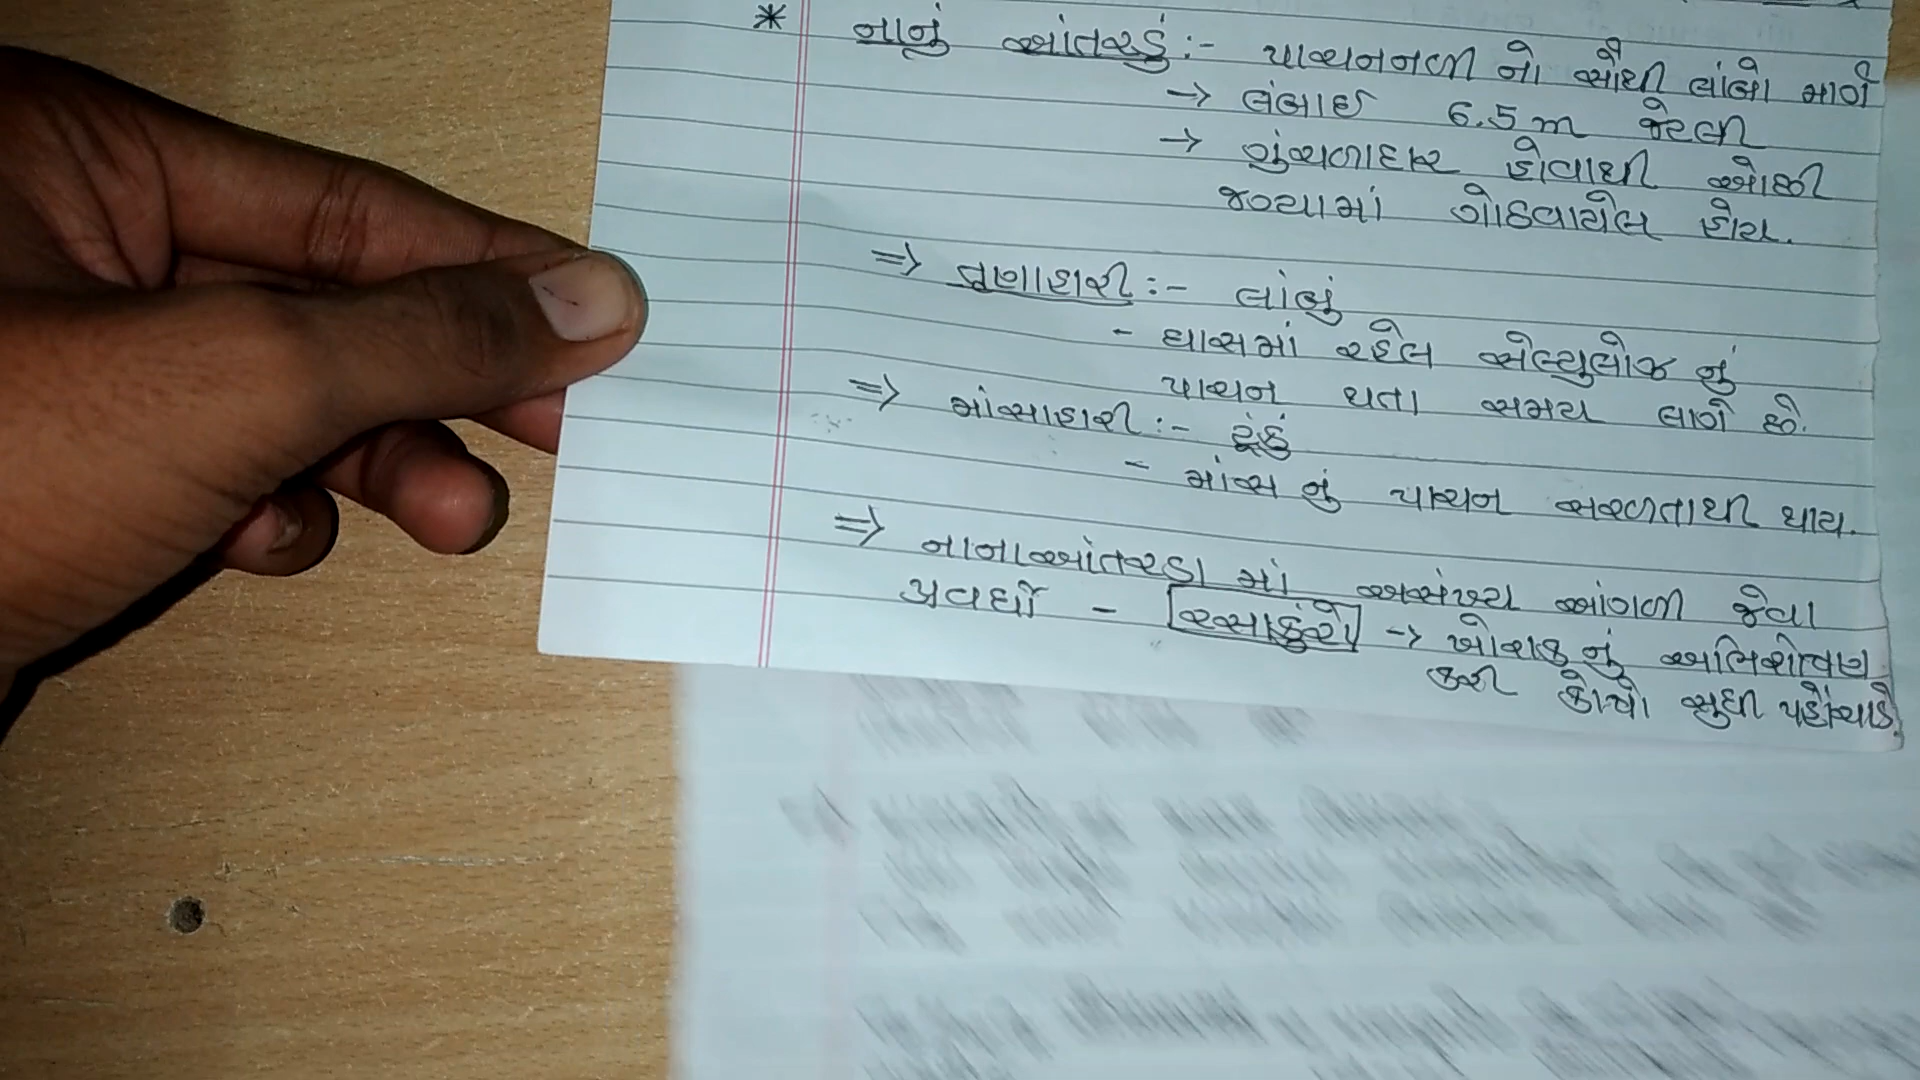 * નાનું આંતરડું :- પાચનનળી નો સૌથી લાંબો માર્ગ
→ લંબાઈ 6.5 m જેટલી
→ ગુંચળાદાર હોવાથી ઓછી
જગ્યામાં ગોઠવાયેલ હોય.
⇒ તૃણાહારી :- લાંબું
- ઘાસમાં રહેલ સેલ્યુલોઝ નું
પાચન થતા સમય લાગે છે.
⇒ માંસાહારી :- ટૂંકું
- માંસ નું પાચન સરળતાથી થાય.
⇒ નાનાઆંતરડા માં અસંખ્ય આંગળી જેવા
પ્રવર્ધો - રસાંકુરો → ખોરાક નું અભિશોષણ
કરી કોષો સુધી પહોંચાડે.